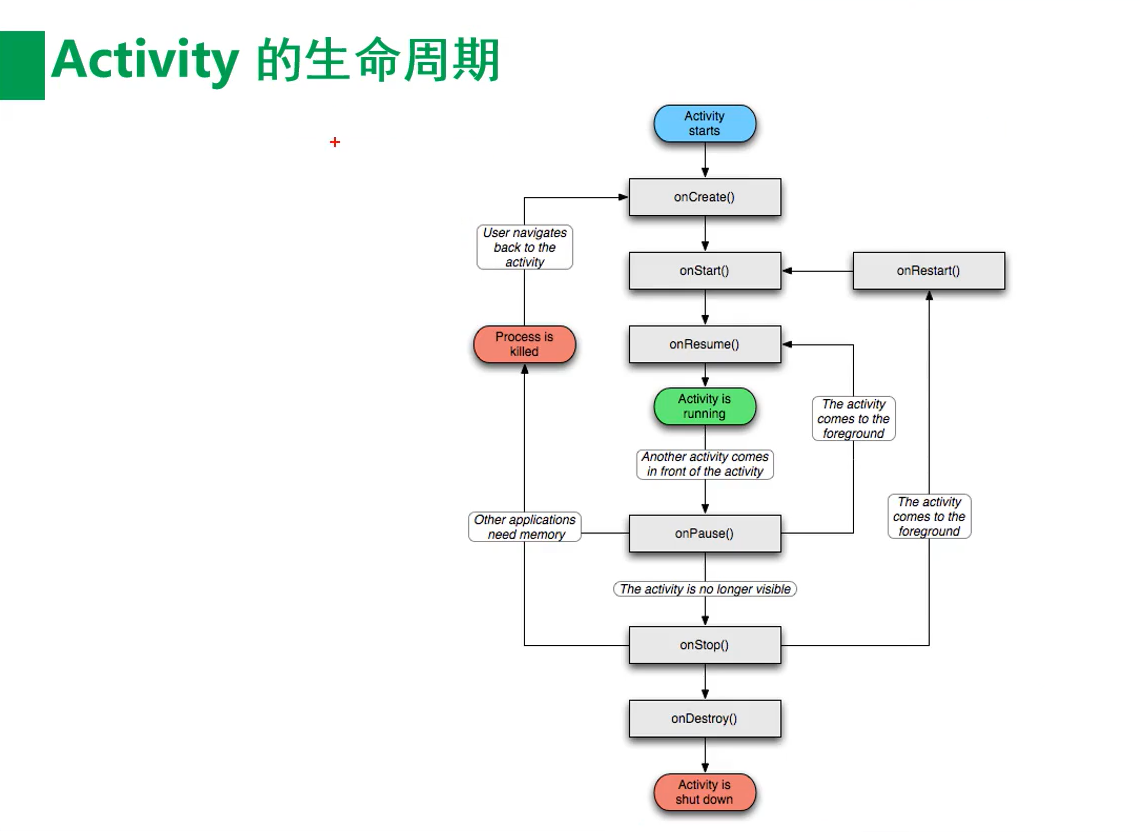 Activity 的生命周期
Activity
starts
onCreate()
User navigates
back to the
activity
onStart()
onRestart()
Process is
killed
onResume()
Activity is
running
The activity
comes to the
foreground
Another activity comes
in front of the activity
The activity
comes to the
foreground
Other applications
need memory
onPause()
The activity is no longer visible
onStop()
onDestroy()
Activity is
shut down